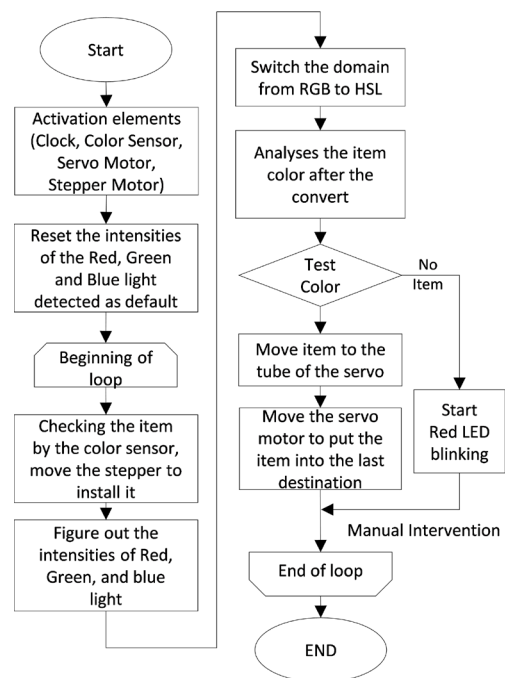 Start
Activation elements
(Clock, Color Sensor,
Servo Motor,
Stepper Motor)
Reset the intensities
of the Red, Green
and Blue light
detected as default
Beginning of
loop
Checking the item
by the color sensor,
move the stepper to
install it
Figure out the
intensities of Red,
Green, and blue
light
Switch the domain
from RGB to HSL
Analyses the item
color after the
convert
Test
Color
No
Item
Move item to the
tube of the servo
Move the servo
motor to put the
item into the last
destination
Start
Red LED
blinking
Manual Intervention
End of loop
END